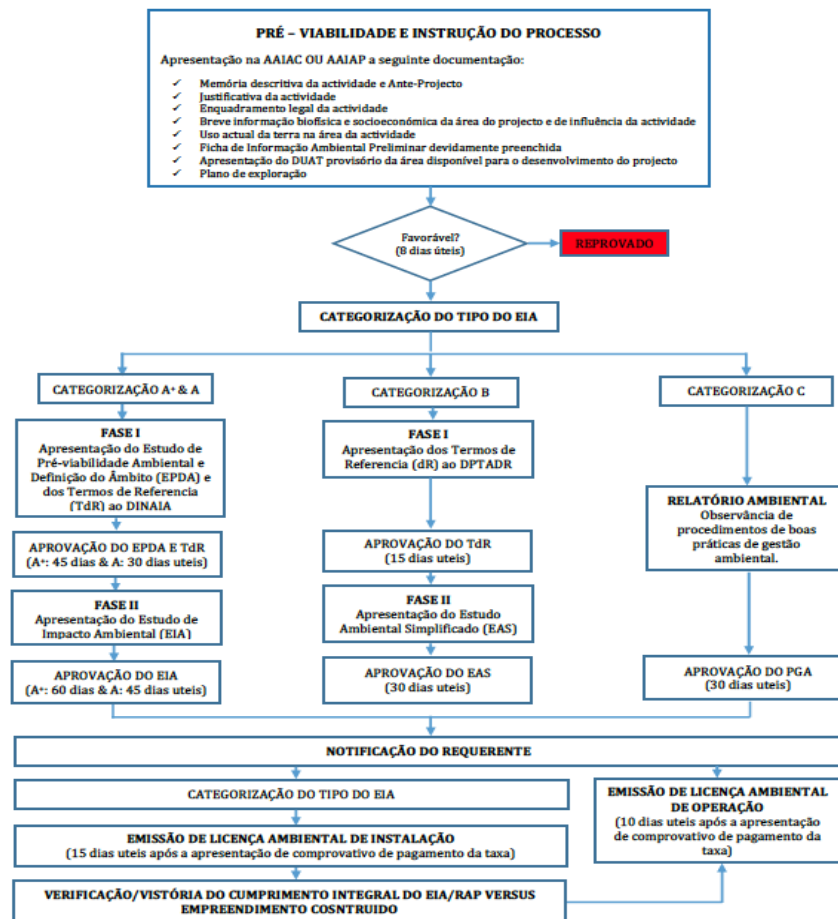 PRÉ – VIABILIDADE E INSTRUÇÃO DO PROCESSO
Apresentação na AAIAC OU AAIAP a seguinte documentação:
✓ Memória descritiva da actividade e Ante-Projecto
✓ Justificativa da actividade
✓ Enquadramento legal da actividade
✓ Breve informação biofísica e socioeconómica da área do projecto e de influência da actividade
✓ Uso actual da terra na área da actividade
✓ Ficha de Informação Ambiental Preliminar devidamente preenchida
✓ Apresentação do DUAT provisório da área disponível para o desenvolvimento do projecto
✓ Plano de exploração
Favorável?
(8 dias úteis)
REPROVADO
CATEGORIZAÇÃO DO TIPO DO EIA
CATEGORIZAÇÃO A⁺ & A
CATEGORIZAÇÃO B
CATEGORIZAÇÃO C
FASE I
Apresentação do Estudo de
Pré-viabilidade Ambiental e
Definição do Âmbito (EPDA) e
dos Termos de Referencia
(TdR) ao DINAIA
FASE I
Apresentação dos Termos de
Referencia (dR) ao DPTADR
RELATÓRIO AMBIENTAL
Observância de
procedimentos de boas
práticas de gestão
ambiental.
APROVAÇÃO DO EPDA E TdR
(A⁺: 45 dias & A: 30 dias uteis)
APROVAÇÃO DO TdR
(15 dias uteis)
FASE II
Apresentação do Estudo de
Impacto Ambiental (EIA)
FASE II
Apresentação do Estudo
Ambiental Simplificado (EAS)
APROVAÇÃO DO EIA
(A⁺: 60 dias & A: 45 dias uteis)
APROVAÇÃO DO EAS
(30 dias uteis)
APROVAÇÃO DO PGA
(30 dias uteis)
NOTIFICAÇÃO DO REQUERENTE
CATEGORIZAÇÃO DO TIPO DO EIA
EMISSÃO DE LICENÇA AMBIENTAL
DE OPERAÇÃO
(10 dias uteis após a apresentação
de comprovativo de pagamento da
taxa)
EMISSÃO DE LICENÇA AMBIENTAL DE INSTALAÇÃO
(15 dias uteis após a apresentação de comprovativo de pagamento da taxa)
VERIFICAÇÃO/VISTÓRIA DO CUMPRIMENTO INTEGRAL DO EIA/RAP VERSUS
EMPREENDIMENTO COSNTRUIDO